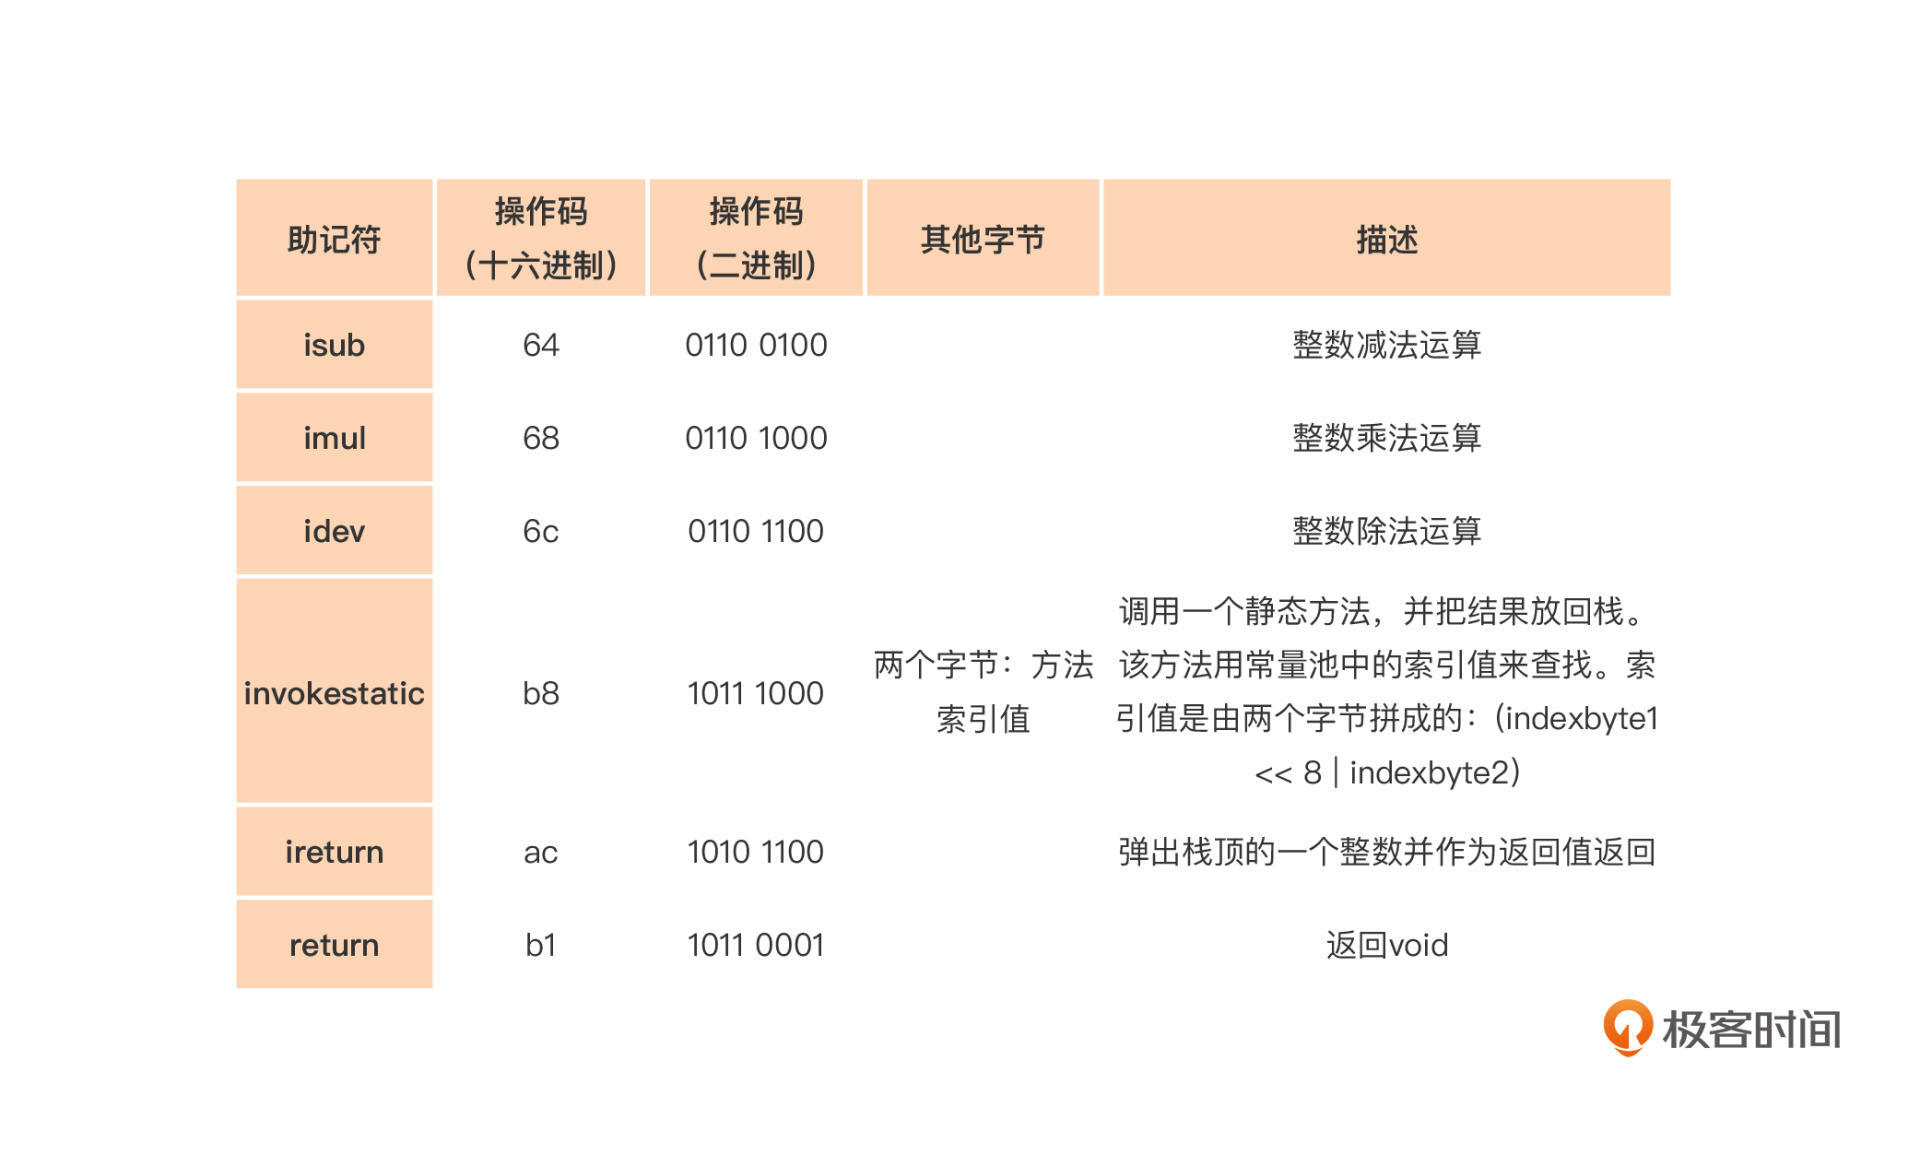 助记符
操作码
（十六进制）
操作码
（二进制）
其他字节
描述
isub
64
0110 0100
整数减法运算
imul
68
0110 1000
整数乘法运算
idev
6c
0110 1100
整数除法运算
invokestatic
b8
1011 1000
两个字节：方法
索引值
调用一个静态方法，并把结果放回栈。
该方法用常量池中的索引值来查找。索
引值是由两个字节拼成的：(indexbyte1
<< 8 | indexbyte2)
ireturn
ac
1010 1100
弹出栈顶的一个整数并作为返回值返回
return
b1
1011 0001
返回void
极客时间